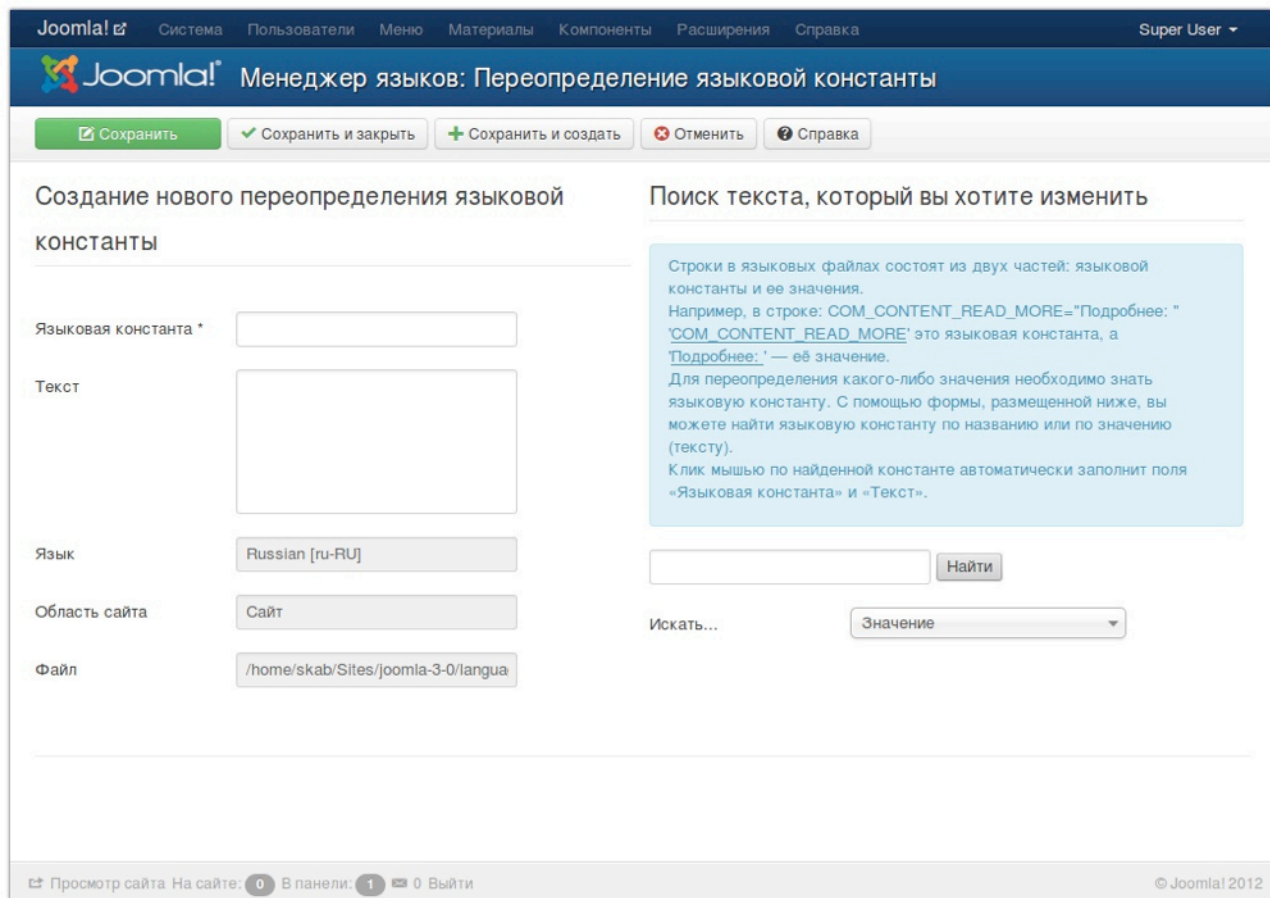 Joomla! Система Пользователи Меню Материалы Компоненты Расширения Справка Super User
Joomla!® Менеджер языков: Переопределение языковой константы
Сохранить Сохранить и закрыть Сохранить и создать Отменить Справка
Создание нового переопределения языковой
константы
Языковая константа *
Текст
Язык Russian [ru-RU]
Область сайта Сайт
Файл /home/skab/Sites/joomla-3-0/langua
Поиск текста, который вы хотите изменить
Строки в языковых файлах состоят из двух частей: языковой
константы и ее значения.
Например, в строке: COM_CONTENT_READ_MORE="Подробнее: "
'COM_CONTENT_READ_MORE' это языковая константа, а
'Подробнее: ' — её значение.
Для переопределения какого-либо значения необходимо знать
языковую константу. С помощью формы, размещенной ниже, вы
можете найти языковую константу по названию или по значению
(тексту).
Клик мышью по найденной константе автоматически заполнит поля
«Языковая константа» и «Текст».
Найти
Искать... Значение
Просмотр сайта На сайте: 0 В панели: 1 0 Выйти © Joomla! 2012